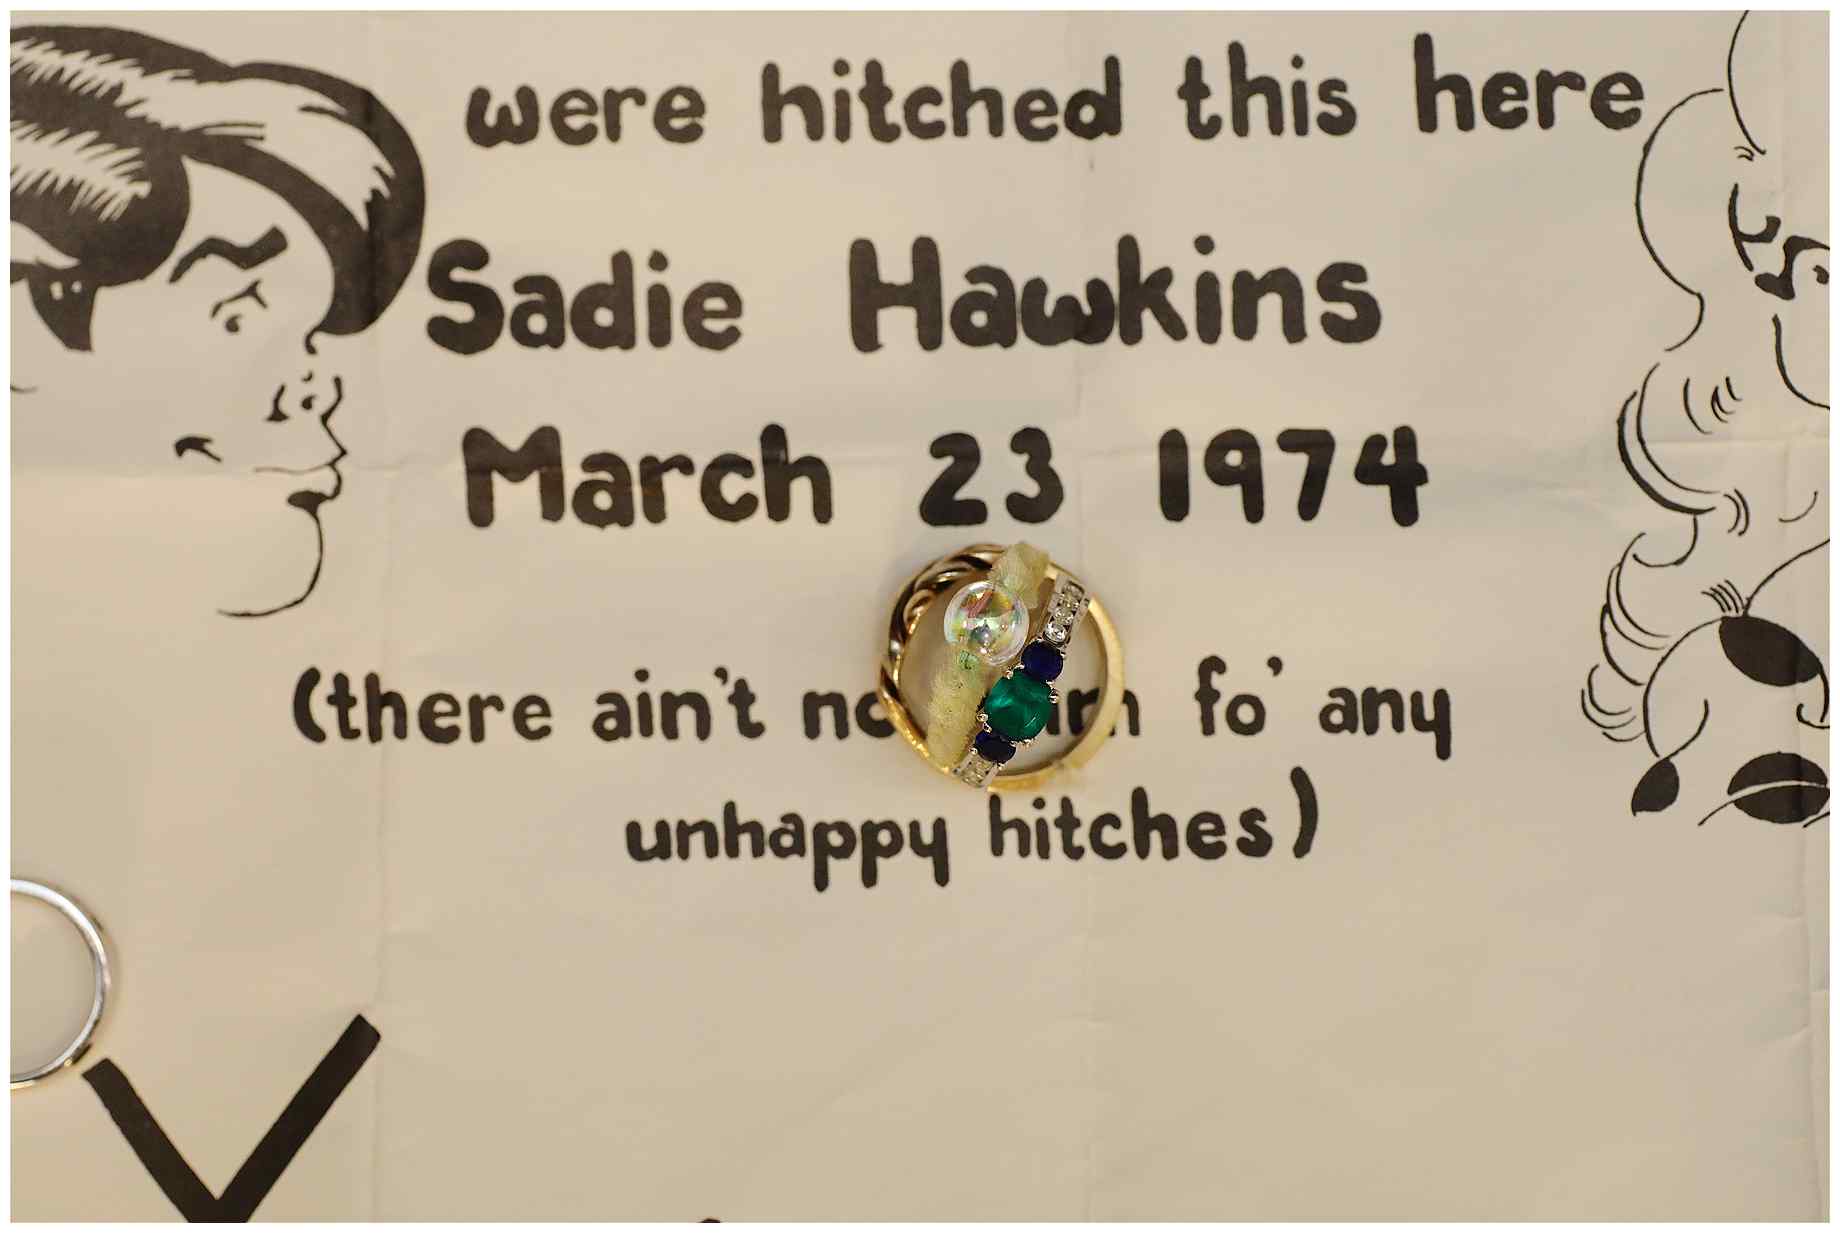 were hitched this here
Sadie Hawkins
March 23 1974
(there ain't fo' any
unhappy hitches)